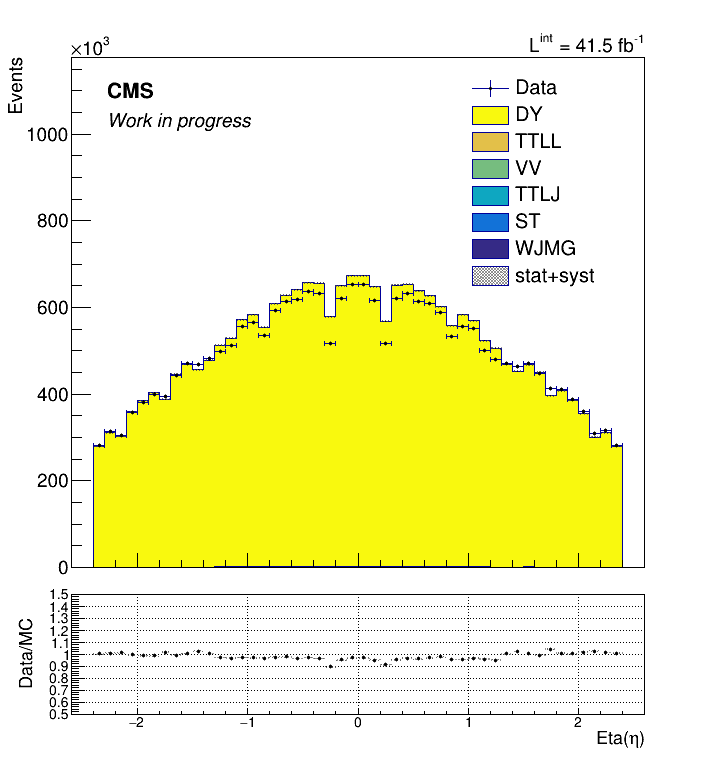 ×10³
L^int = 41.5 fb⁻¹
Events
CMS
Work in progress
Data
DY
TTLL
VV
TTLJ
ST
WJMG
stat+syst
1000
800
600
400
200
0
Data/MC
1.5
1.4
1.3
1.2
1.1
1
0.9
0.8
0.7
0.6
0.5
−2
−1
0
1
2
Eta(η)